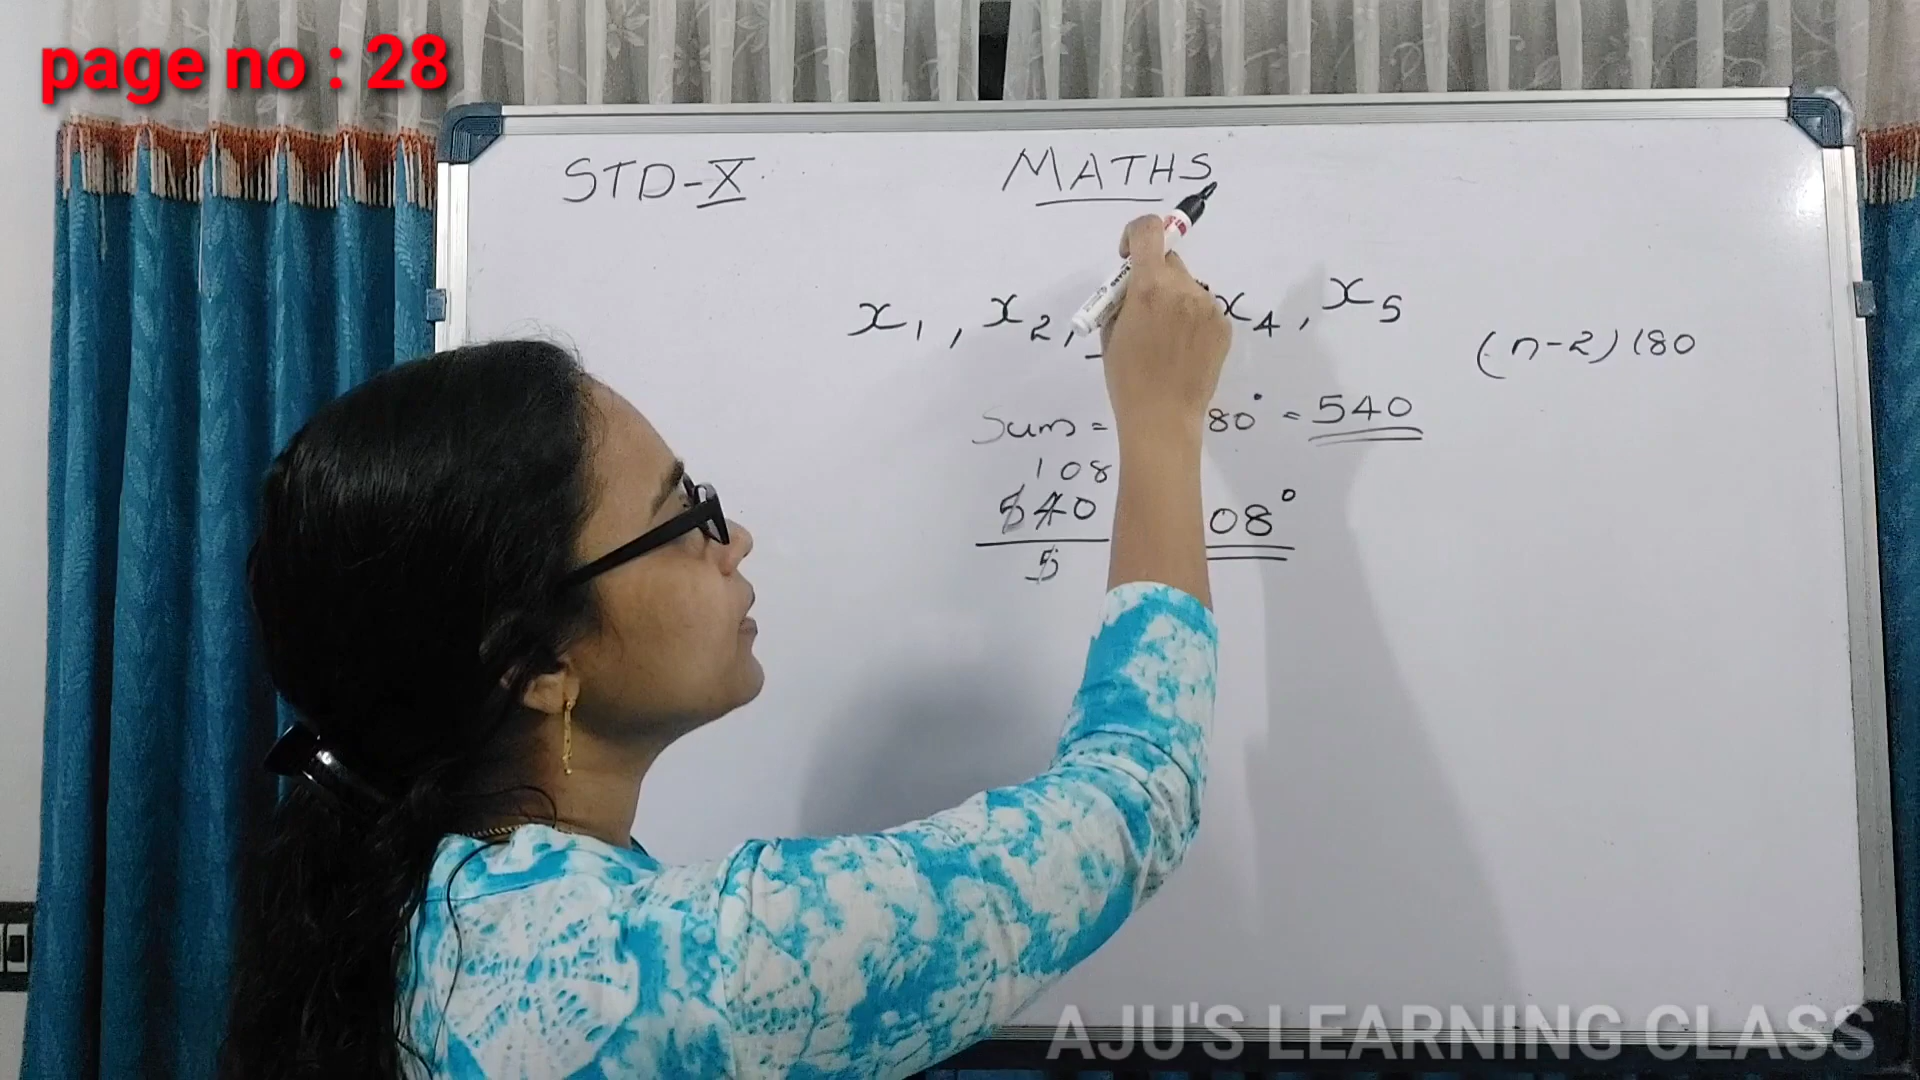 page no : 28
STD-X MATHS
x1, x2, x4, x5
(n-2)180
Sum = 80° = 540
108
540 08°
5
AJU'S LEARNING CLASS